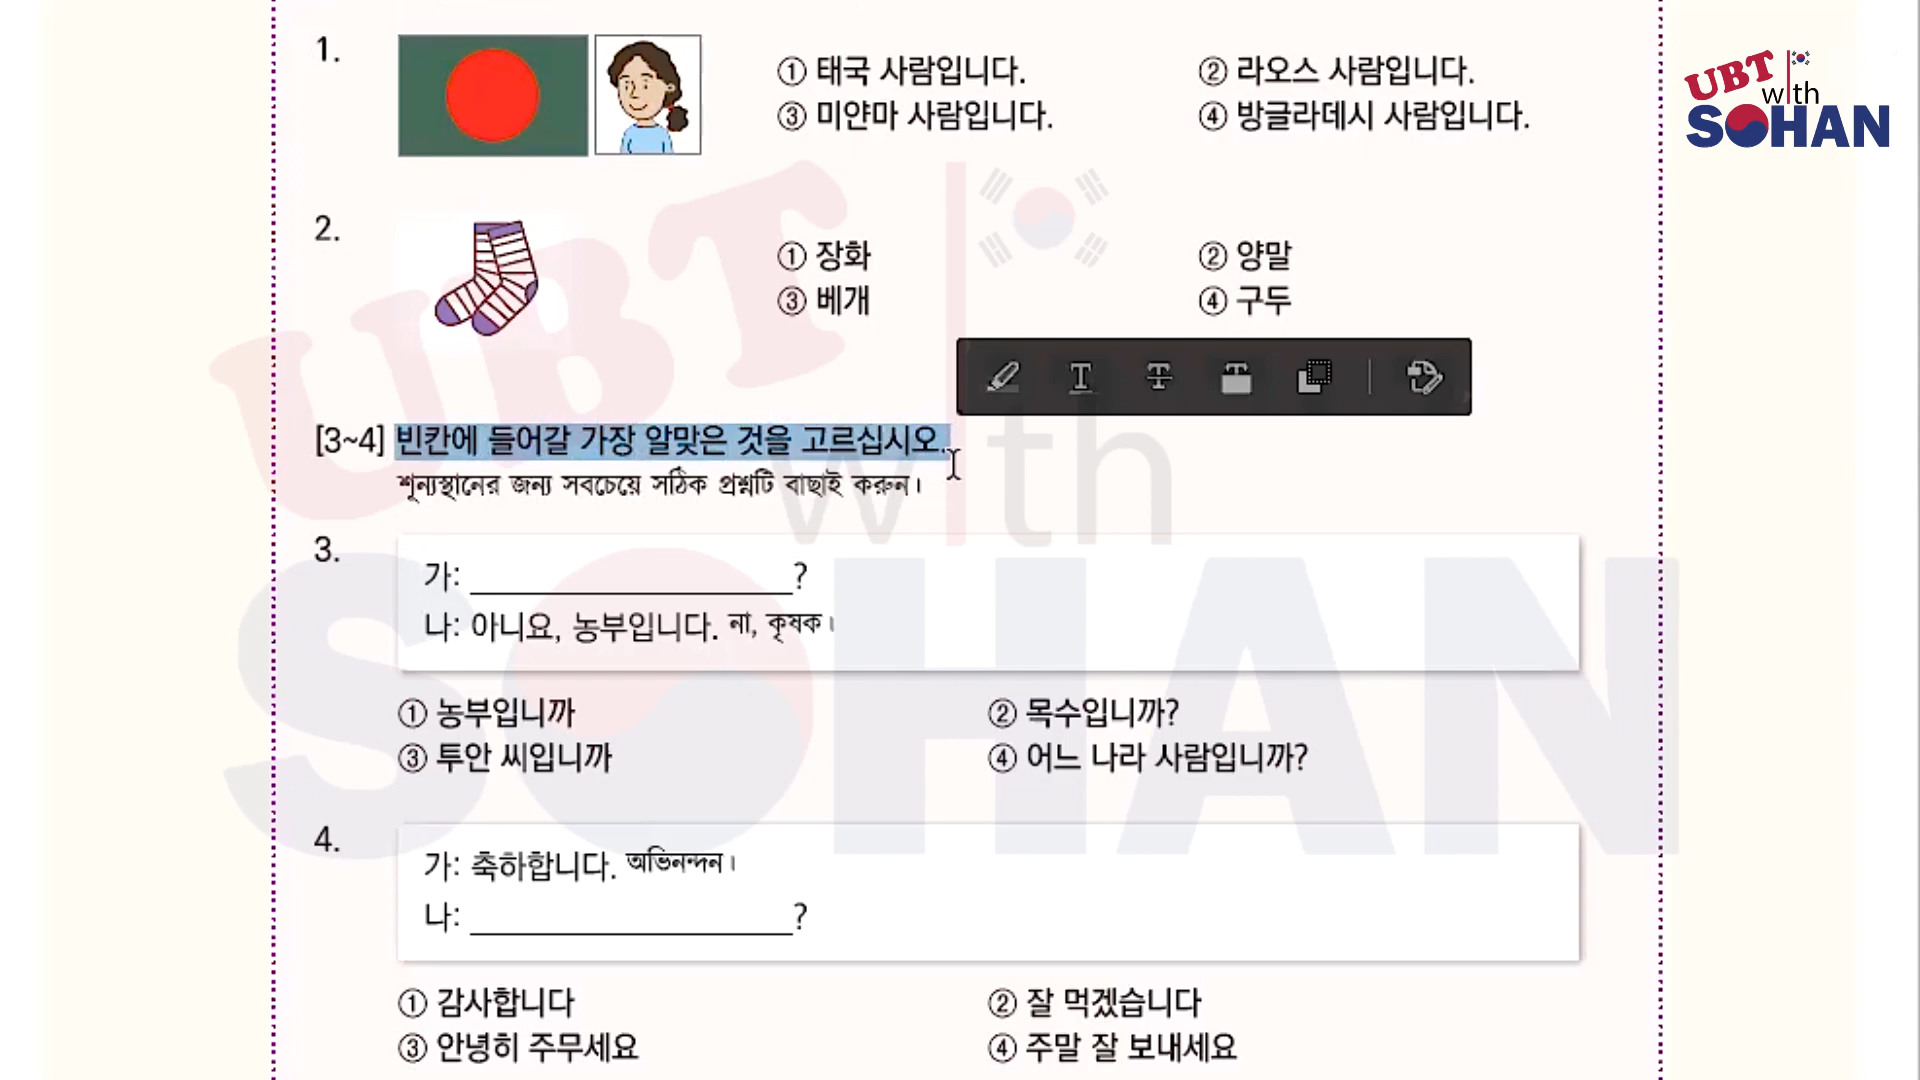 UBT with SOHAN
1.
① 태국 사람입니다. ② 라오스 사람입니다.
③ 미얀마 사람입니다. ④ 방글라데시 사람입니다.
2.
① 장화 ② 양말
③ 베개 ④ 구두
[3~4] 빈칸에 들어갈 가장 알맞은 것을 고르십시오.
শূন্যস্থানের জন্য সবচেয়ে সঠিক প্রশ্নটি বাছাই করুন।
3.
가: ____________________?
나: 아니요, 농부입니다. না, কৃষক।
① 농부입니까 ② 목수입니까?
③ 투안 씨입니까 ④ 어느 나라 사람입니까?
4.
가: 축하합니다. অভিনন্দন।
나: ____________________?
① 감사합니다 ② 잘 먹겠습니다
③ 안녕히 주무세요 ④ 주말 잘 보내세요
UBT with SOHAN